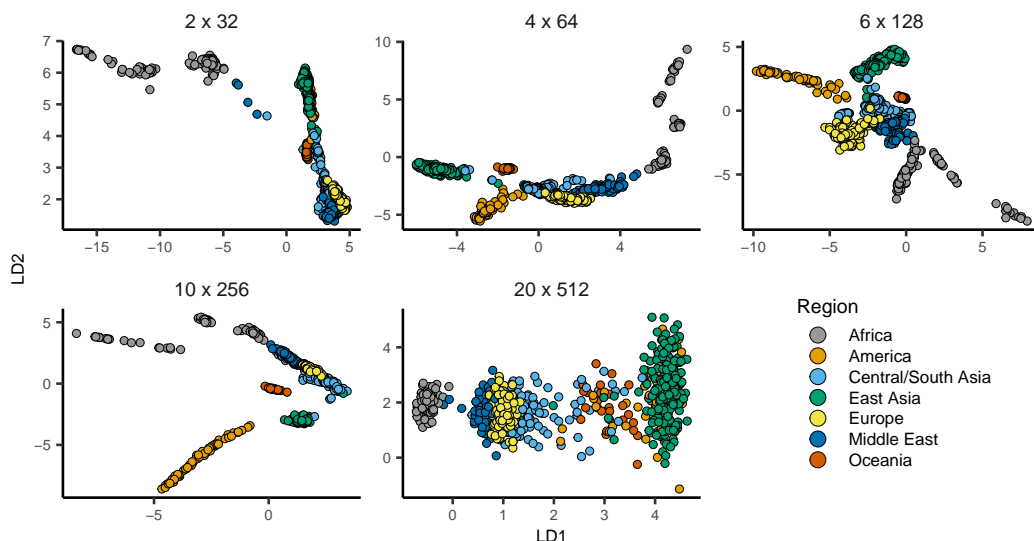 2 x 32
4 x 64
6 x 128
7
6
5
4
3
2
−15
−10
−5
0
5
10
5
0
−5
−4
0
4
5
0
−5
−10
−5
0
5
LD2
10 x 256
20 x 512
5
0
−5
−5
0
4
2
0
0
1
2
3
4
LD1
Region
Africa
America
Central/South Asia
East Asia
Europe
Middle East
Oceania